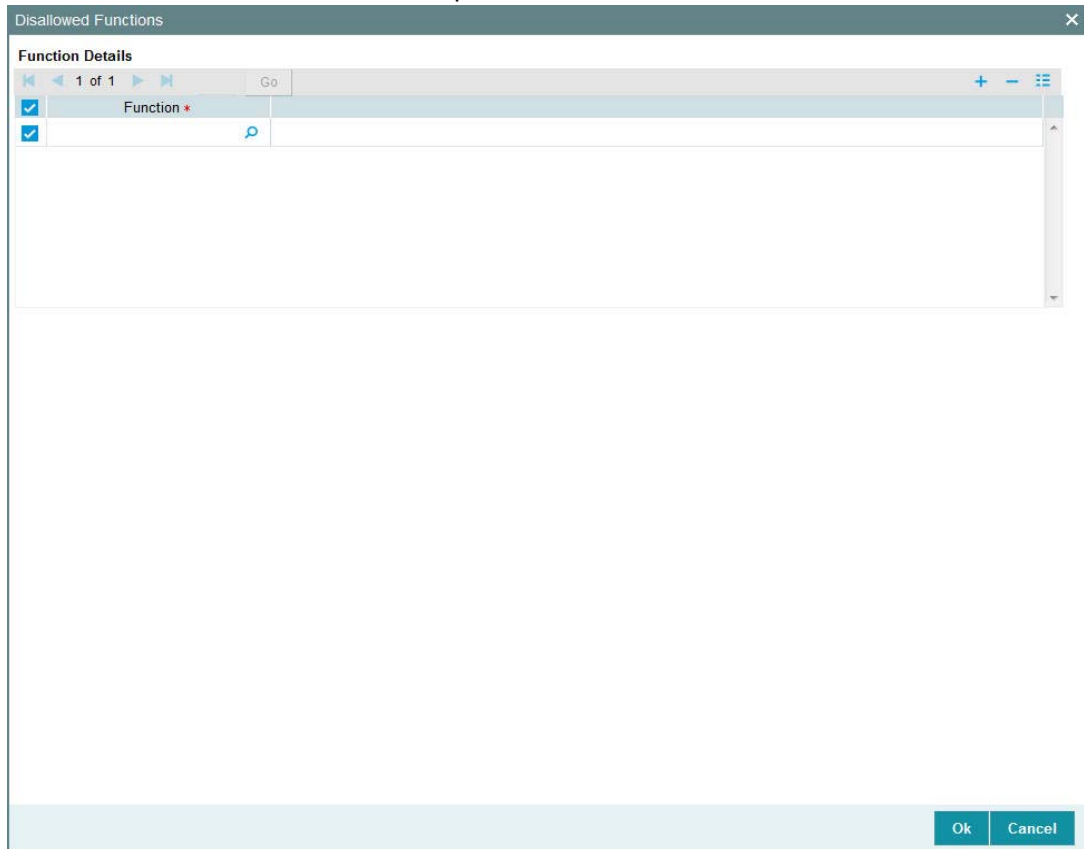 Disallowed Functions
Function Details
1 of 1 Go
Function *
Ok Cancel